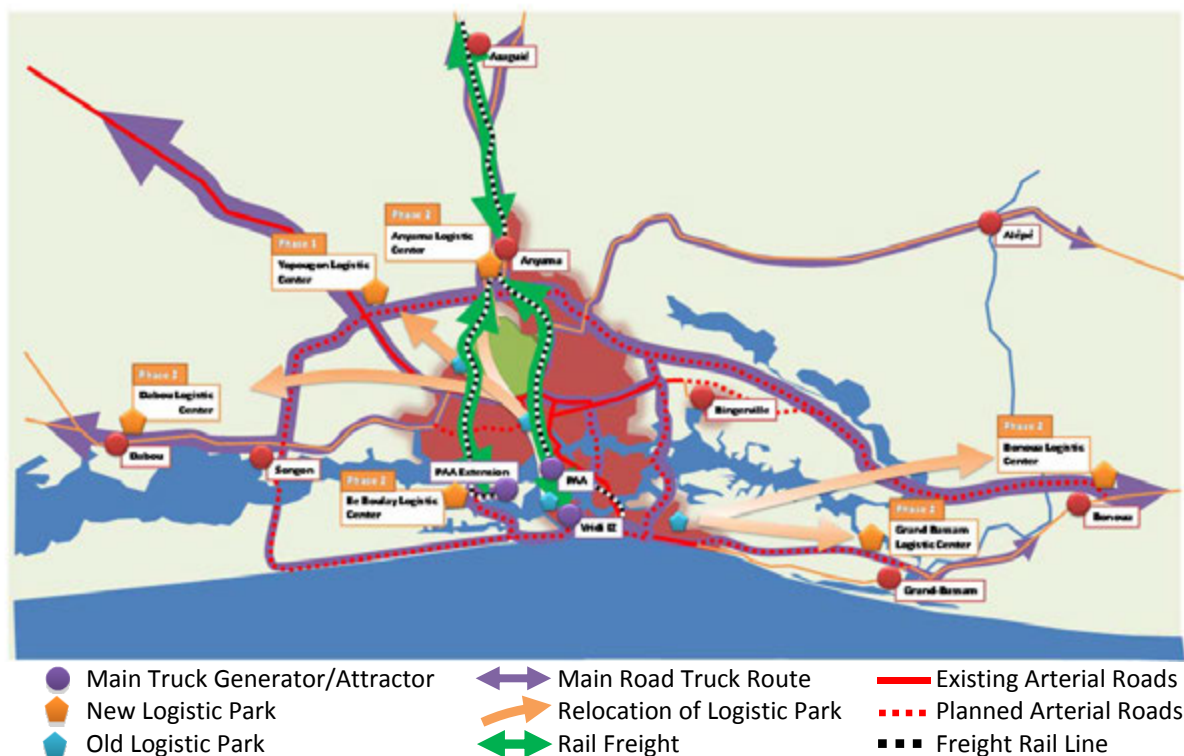 Azaguié
Phase 2
Anyama Logistic
Center
Anyama
Alépé
Phase 1
Yopougon Logistic
Center
Phase 2
Dabou Logistic
Center
Dabou
Songon
Bingerville
Phase 2
Bonoua Logistic
Center
Bonoua
PAA Extension
PAA
Phase 2
Ile Boulay Logistic
Center
Vridi IZ
Phase 2
Grand Bassam
Logistic Center
Grand-Bassam
Main Truck Generator/Attractor
Main Road Truck Route
Existing Arterial Roads
New Logistic Park
Relocation of Logistic Park
Planned Arterial Roads
Old Logistic Park
Rail Freight
Freight Rail Line